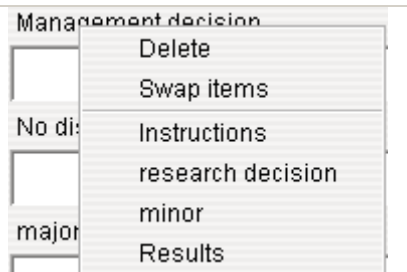 Management decision
Delete
Swap items
No dis
Instructions
research decision
minor
major
Results